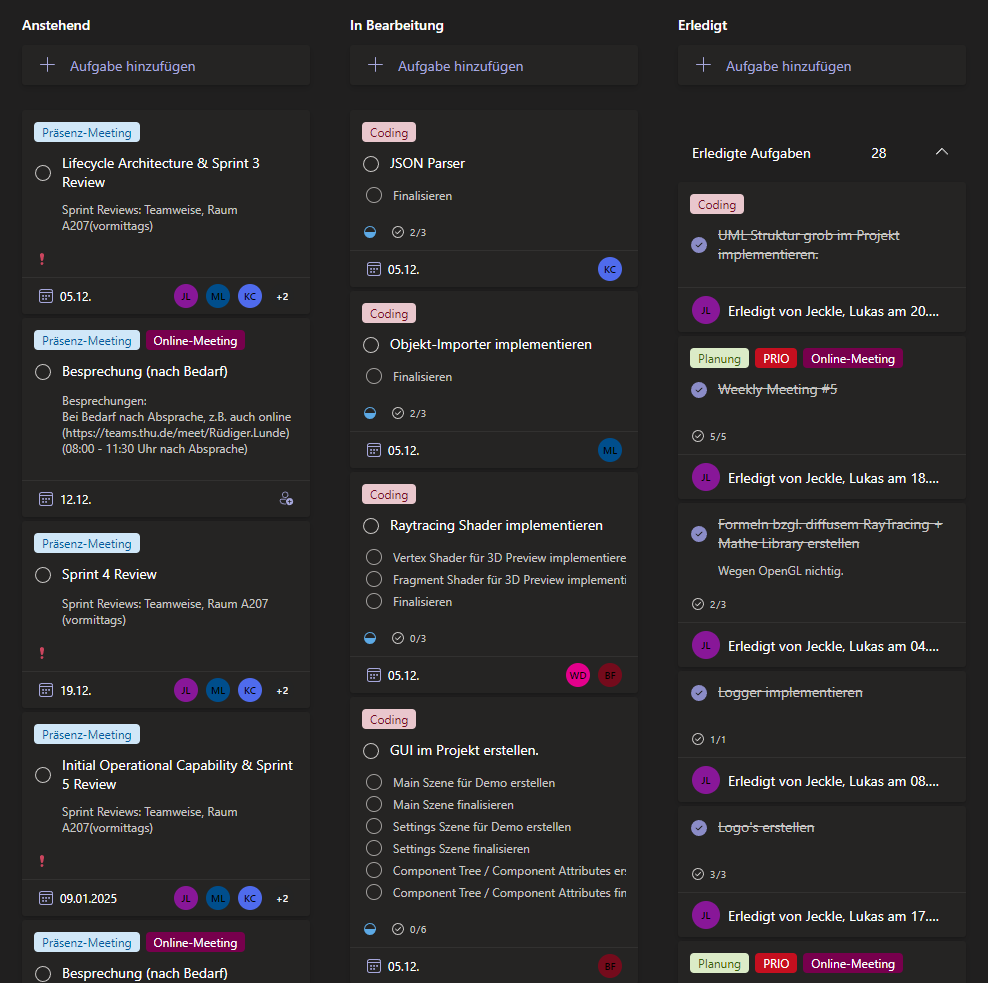 Anstehend
Aufgabe hinzufügen
Präsenz-Meeting
Lifecycle Architecture & Sprint 3
Review
Sprint Reviews: Teamweise, Raum
A207(vormittags)
05.12.
JL
ML
KC
+2
Präsenz-Meeting
Online-Meeting
Besprechung (nach Bedarf)
Besprechungen:
Bei Bedarf nach Absprache, z.B. auch online
(https://teams.thu.de/meet/Rüdiger.Lunde)
(08:00 - 11:30 Uhr nach Absprache)
12.12.
Präsenz-Meeting
Sprint 4 Review
Sprint Reviews: Teamweise, Raum A207
(vormittags)
19.12.
JL
ML
KC
+2
Präsenz-Meeting
Initial Operational Capability & Sprint
5 Review
Sprint Reviews: Teamweise, Raum
A207(vormittags)
09.01.2025
JL
ML
KC
+2
Präsenz-Meeting
Online-Meeting
Besprechung (nach Bedarf)
In Bearbeitung
Aufgabe hinzufügen
Coding
JSON Parser
Finalisieren
2/3
05.12.
KC
Coding
Objekt-Importer implementieren
Finalisieren
2/3
05.12.
ML
Coding
Raytracing Shader implementieren
Vertex Shader für 3D Preview implementiere
Fragment Shader für 3D Preview implementi
Finalisieren
0/3
05.12.
WD
BF
Coding
GUI im Projekt erstellen.
Main Szene für Demo erstellen
Main Szene finalisieren
Settings Szene für Demo erstellen
Settings Szene finalisieren
Component Tree / Component Attributes ers
Component Tree / Component Attributes fin
0/6
05.12.
BF
Erledigt
Aufgabe hinzufügen
Erledigte Aufgaben 28
Coding
UML Struktur grob im Projekt
implementieren.
JL
Erledigt von Jeckle, Lukas am 20....
Planung
PRIO
Online-Meeting
Weekly Meeting #5
5/5
JL
Erledigt von Jeckle, Lukas am 18....
Formeln bzgl. diffusem RayTracing +
Mathe Library erstellen
Wegen OpenGL nichtig.
2/3
JL
Erledigt von Jeckle, Lukas am 04....
Logger implementieren
1/1
JL
Erledigt von Jeckle, Lukas am 08....
Logo's erstellen
3/3
JL
Erledigt von Jeckle, Lukas am 17....
Planung
PRIO
Online-Meeting